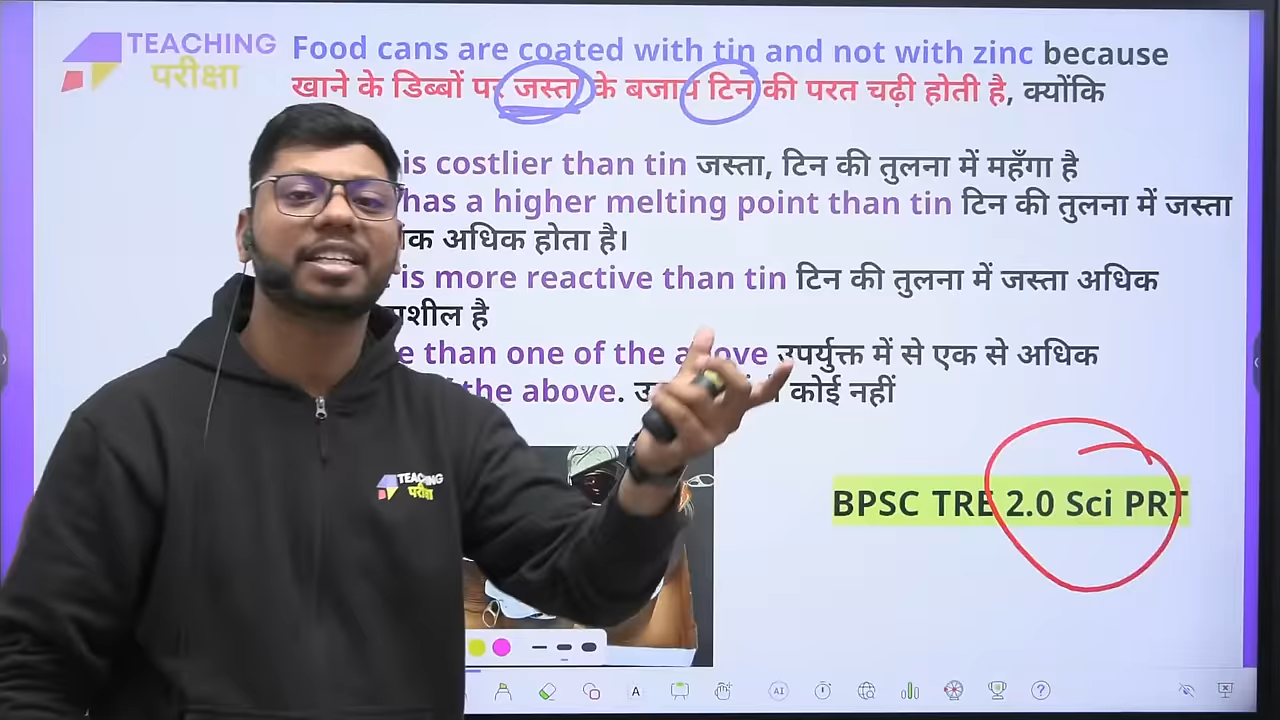 TEACHING
परीक्षा
Food cans are coated with tin and not with zinc because
खाने के डिब्बों पर जस्ता के बजाय टिन की परत चढ़ी होती है, क्योंकि
is costlier than tin जस्ता, टिन की तुलना में महँगा है
has a higher melting point than tin टिन की तुलना में जस्ता
अधिक होता है।
is more reactive than tin टिन की तुलना में जस्ता अधिक
है
than one of the above उपर्युक्त में से एक से अधिक
the above. कोई नहीं
TEACHING
परीक्षा
BPSC TRE 2.0 Sci PRT
A
AI
?